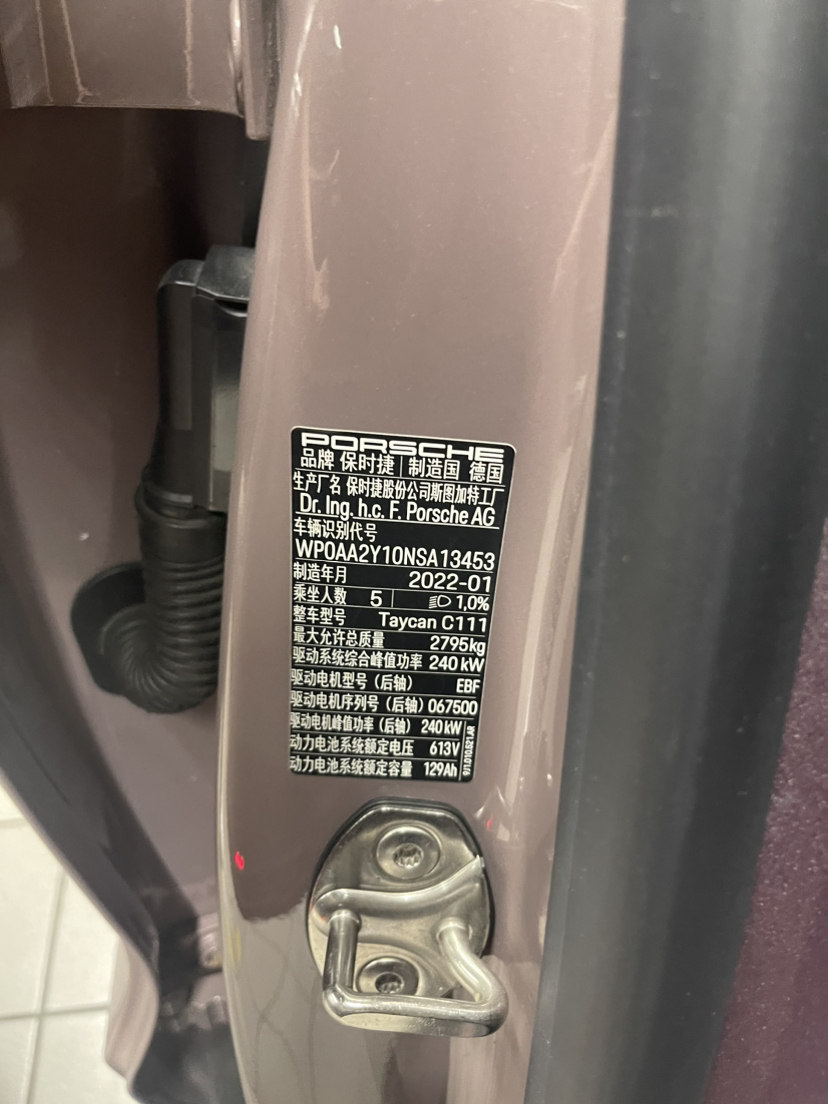 PORSCHE
品牌 保时捷 | 制造国 德国
生产厂名 保时捷股份公司斯图加特工厂
Dr. Ing. h.c. F. Porsche AG
车辆识别代号
WP0AA2Y10NSA13453
制造年月 2022-01
乘坐人数 5 1,0%
整车型号 Taycan C111
最大允许总质量 2795kg
驱动系统综合峰值功率 240 kW
驱动电机型号（后轴） EBF
驱动电机序列号（后轴） 067500
驱动电机峰值功率（后轴） 240 kW
动力电池系统额定电压 613V
动力电池系统额定容量 129Ah